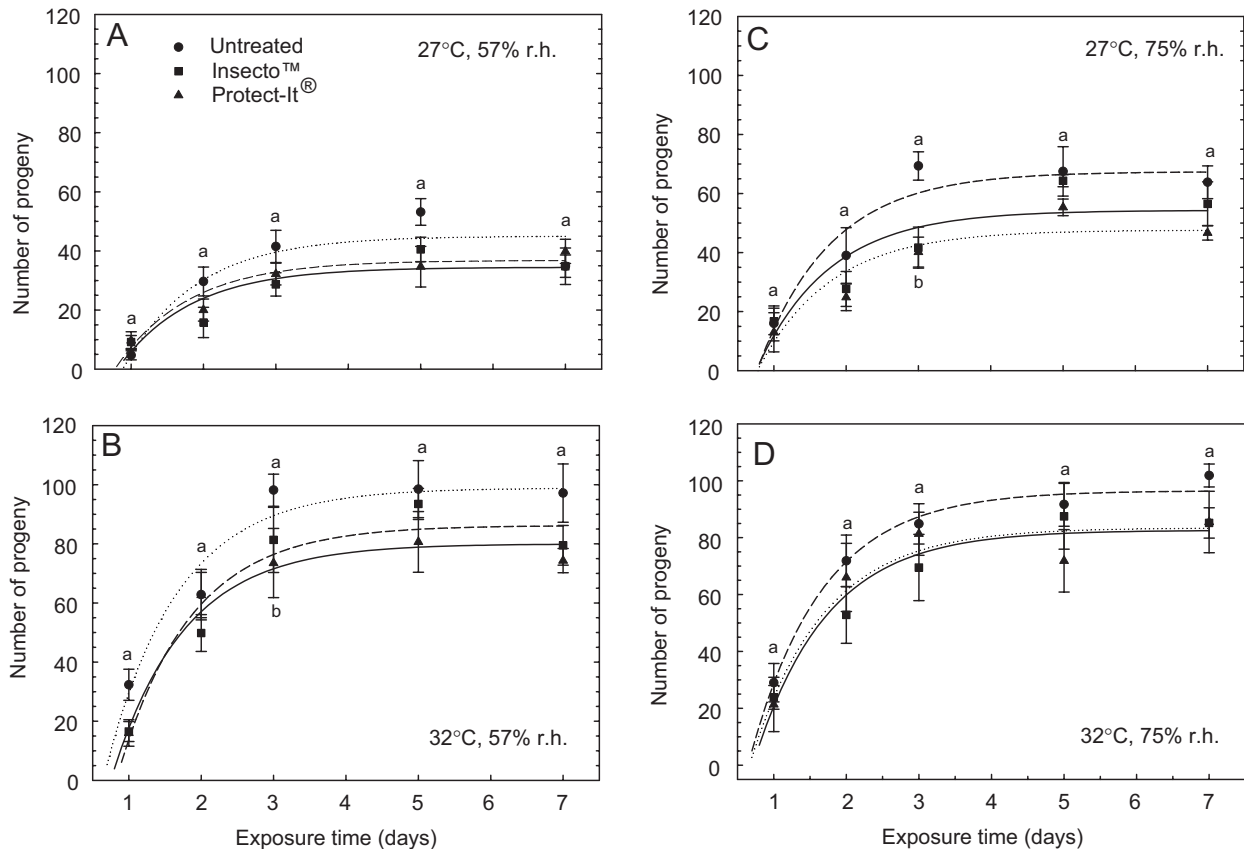 A
27°C, 57% r.h.
● Untreated
■ Insecto™
▲ Protect-It®
Number of progeny
120
100
80
60
40
20
0
a
a
a
a
a
C
27°C, 75% r.h.
Number of progeny
120
100
80
60
40
20
0
a
a
a
b
a
a
B
32°C, 57% r.h.
Number of progeny
120
100
80
60
40
20
0
a
a
a
b
a
a
1 2 3 4 5 6 7
Exposure time (days)
D
32°C, 75% r.h.
Number of progeny
120
100
80
60
40
20
0
a
a
a
a
a
1 2 3 4 5 6 7
Exposure time (days)